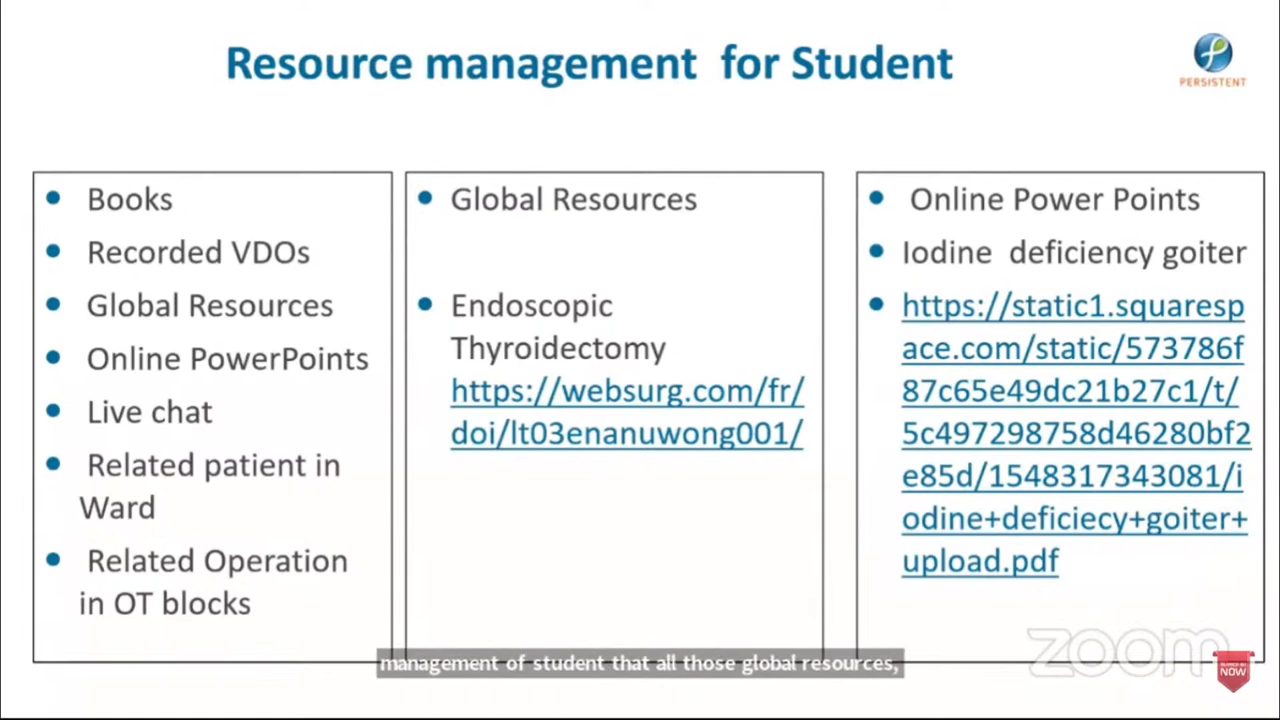 Resource management for Student
PERSISTENT
Books
Recorded VDOs
Global Resources
Online PowerPoints
Live chat
Related patient in
Ward
Related Operation
in OT blocks
Global Resources
Endoscopic
Thyroidectomy
https://websurg.com/fr/
doi/lt03enanuwong001/
Online Power Points
Iodine deficiency goiter
https://static1.squaresp
ace.com/static/573786f
87c65e49dc21b27c1/t/
5c497298758d46280bf2
e85d/1548317343081/i
odine+deficiecy+goiter+
upload.pdf
zoom
management of student that all those global resources,
NOW